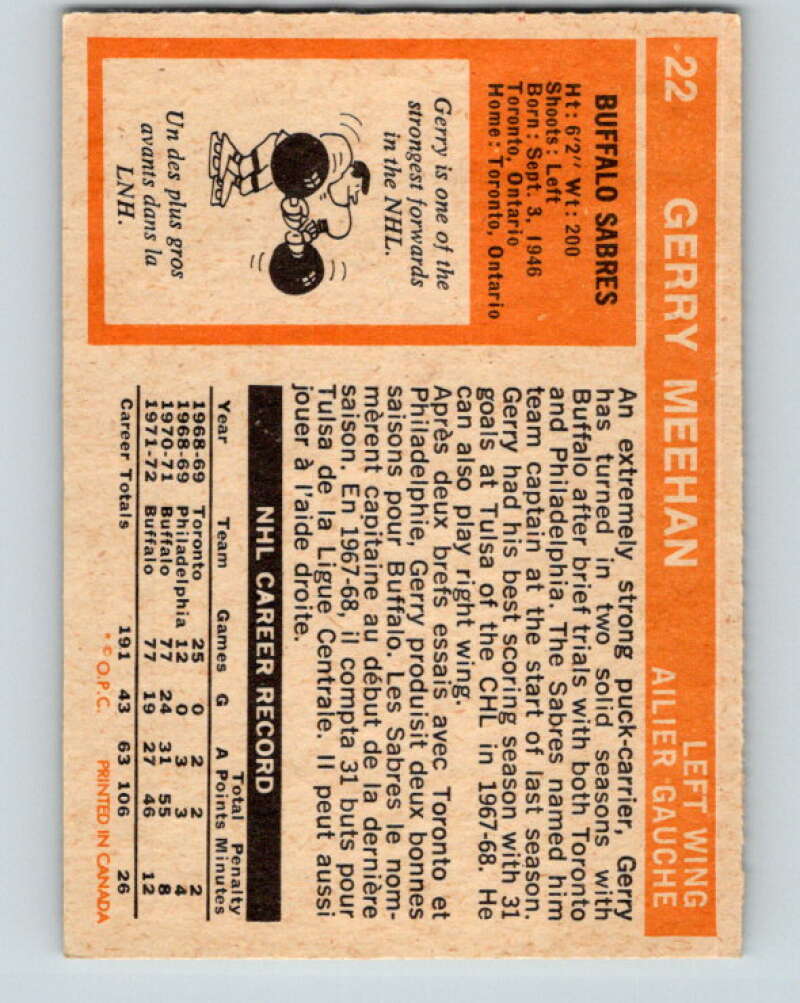 22 GERRY MEEHAN LEFT WING
AILIER GAUCHE
BUFFALO SABRES
Ht: 6'2" Wt: 200
Shoots: Left
Born: Sept. 3, 1946
Toronto, Ontario
Home: Toronto, Ontario
Gerry is one of the
strongest forwards
in the NHL.
Un des plus gros
avants dans la
LNH.
An extremely strong puck-carrier, Gerry
has turned in two solid seasons with
Buffalo after brief trials with both Toronto
and Philadelphia. The Sabres named him
team captain at the start of last season.
Gerry had his best scoring season with 31
goals at Tulsa of the CHL in 1967-68. He
can also play right wing.
Après deux brefs essais avec Toronto et
Philadelphie, Gerry produisit deux bonnes
saisons pour Buffalo. Les Sabres le nom-
mèrent capitaine au début de la dernière
saison. En 1967-68, il compta 31 buts pour
Tulsa de la Ligue Centrale. Il peut aussi
jouer à l'aide droite.
NHL CAREER RECORD
Total Penalty
Year Team Games G A Points Minutes
1968-69 Toronto 25 0 2 2 2
1968-69 Philadelphia 12 0 3 3 4
1970-71 Buffalo 77 24 31 55 8
1971-72 Buffalo 77 19 27 46 12
Career Totals 191 43 63 106 26
* © O.P.C. PRINTED IN CANADA